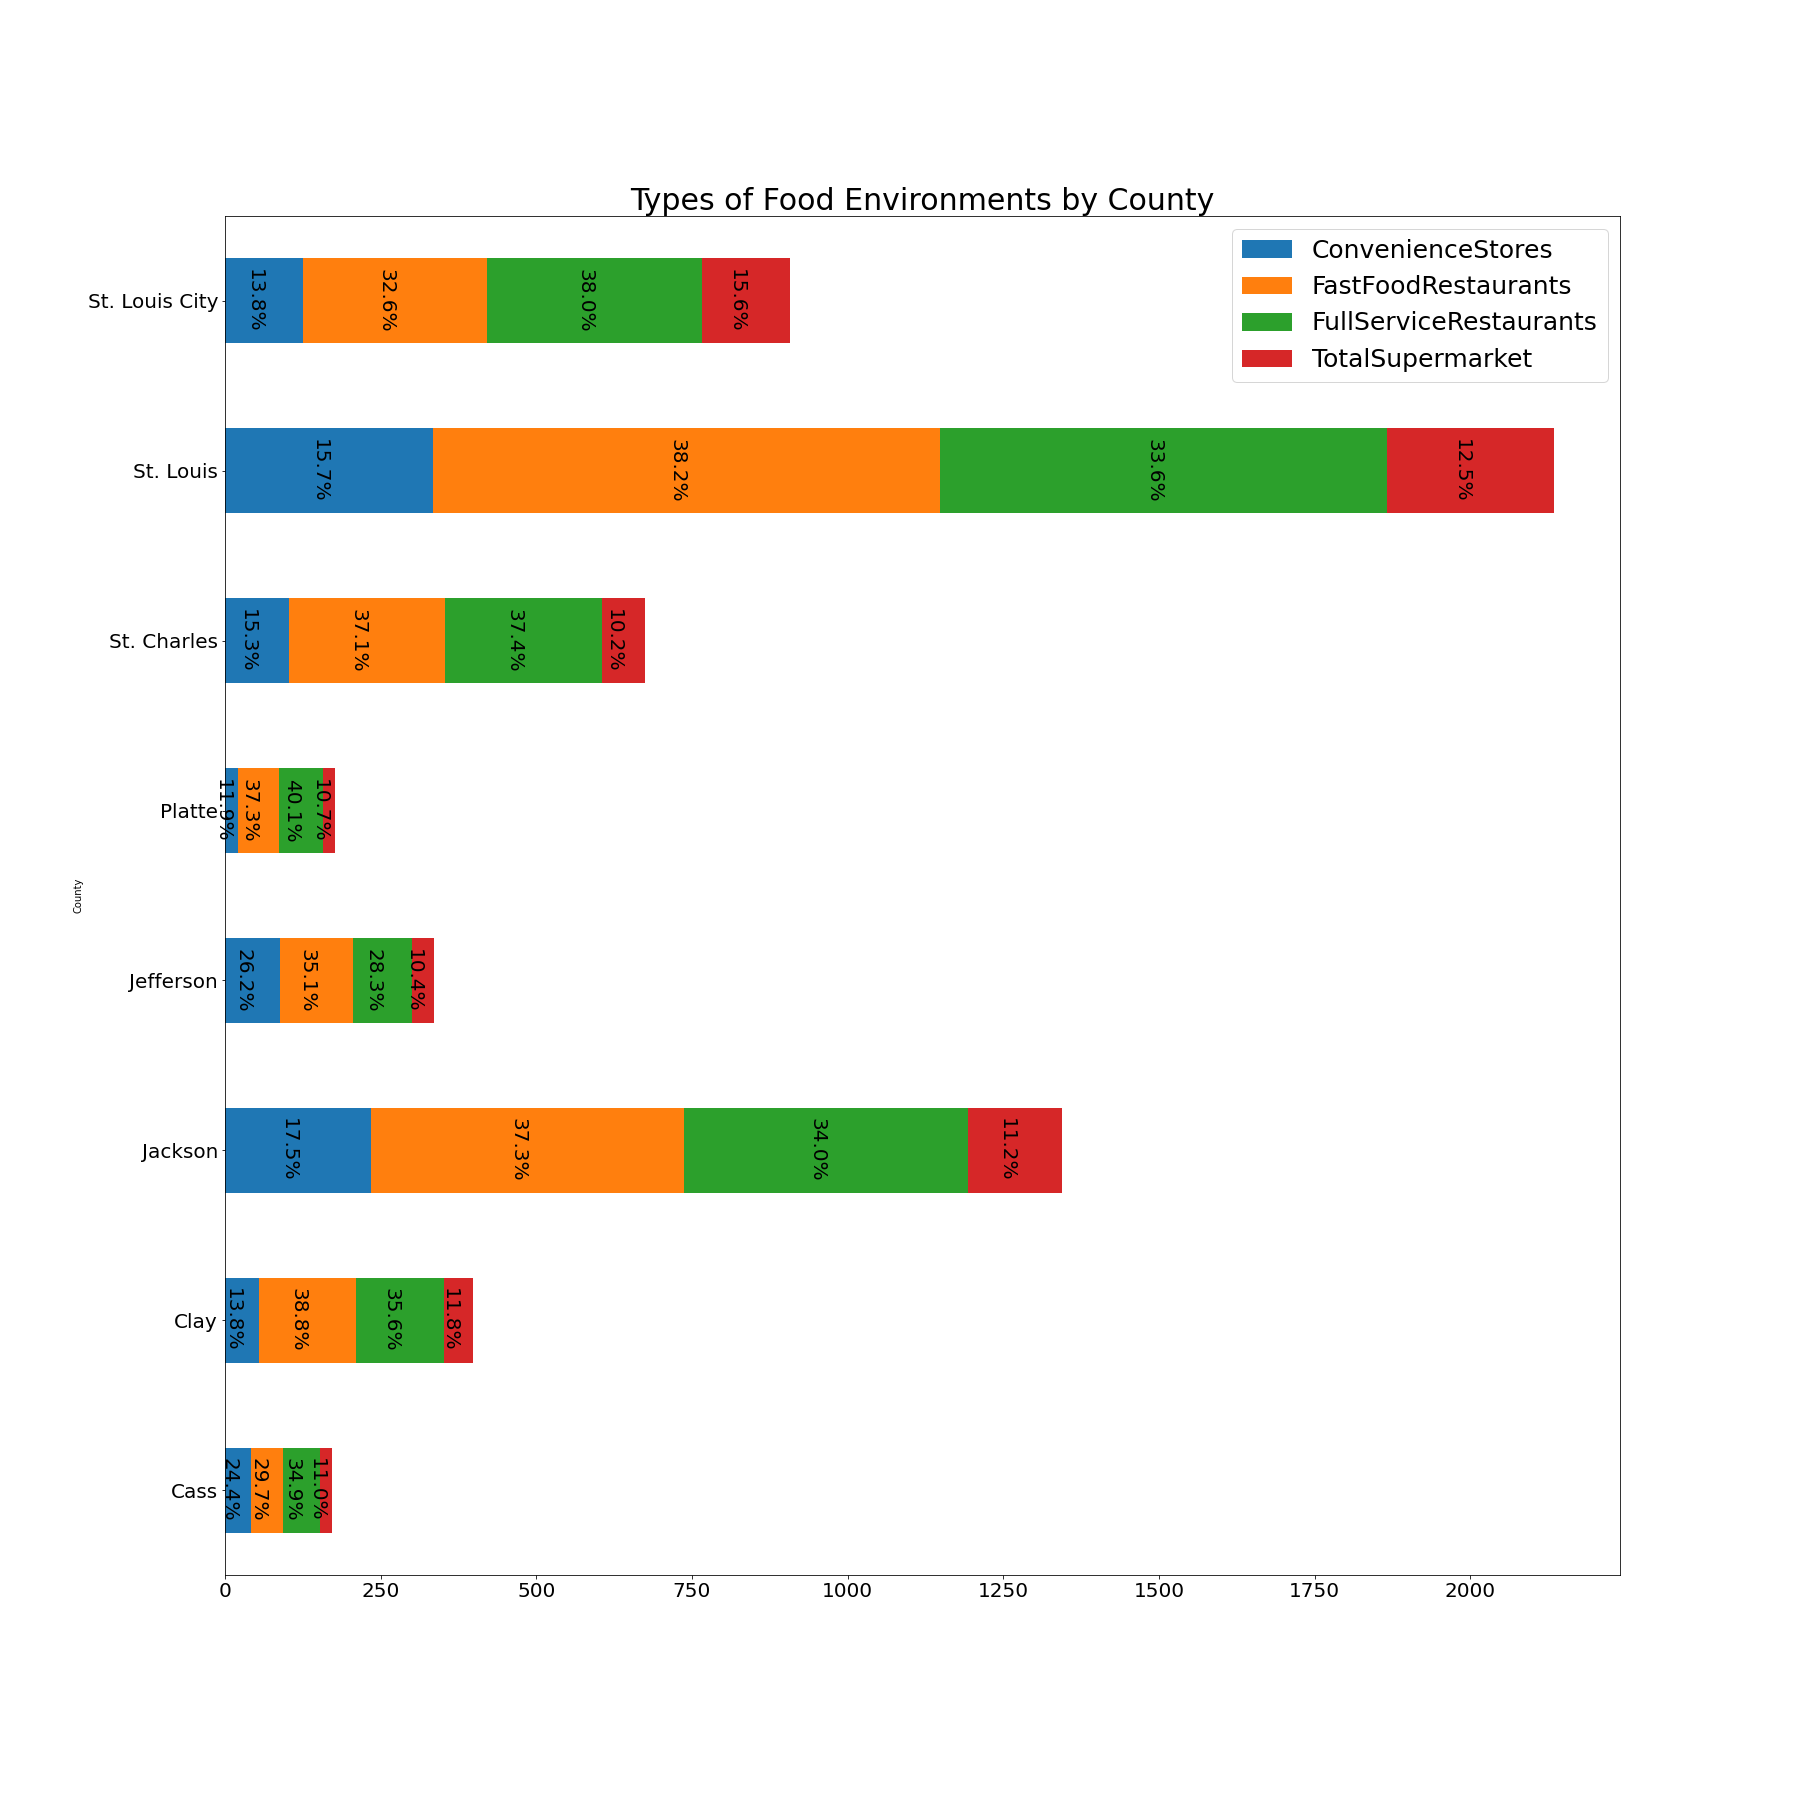 Types of Food Environments by County
ConvenienceStores
FastFoodRestaurants
FullServiceRestaurants
TotalSupermarket
St. Louis City
13.8%
32.6%
38.0%
15.6%
St. Louis
15.7%
38.2%
33.6%
12.5%
St. Charles
15.3%
37.1%
37.4%
10.2%
Platte
11.9%
37.3%
40.1%
10.7%
County
Jefferson
26.2%
35.1%
28.3%
10.4%
Jackson
17.5%
37.3%
34.0%
11.2%
Clay
13.8%
38.8%
35.6%
11.8%
Cass
24.4%
29.7%
34.9%
11.0%
0 250 500 750 1000 1250 1500 1750 2000